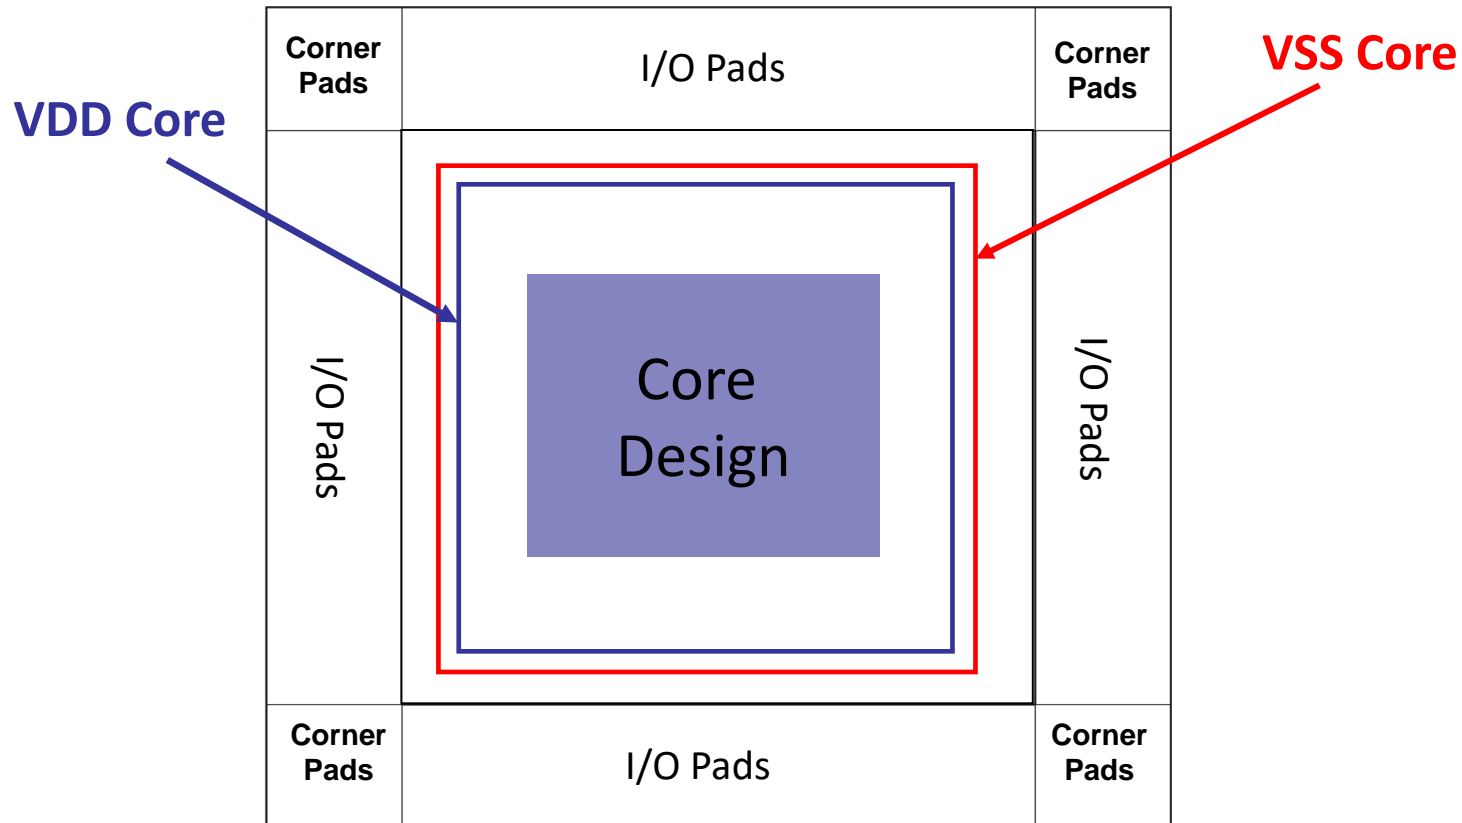 Corner
Pads
I/O Pads
Corner
Pads
VSS Core
VDD Core
I/O Pads
Core
Design
I/O Pads
Corner
Pads
I/O Pads
Corner
Pads